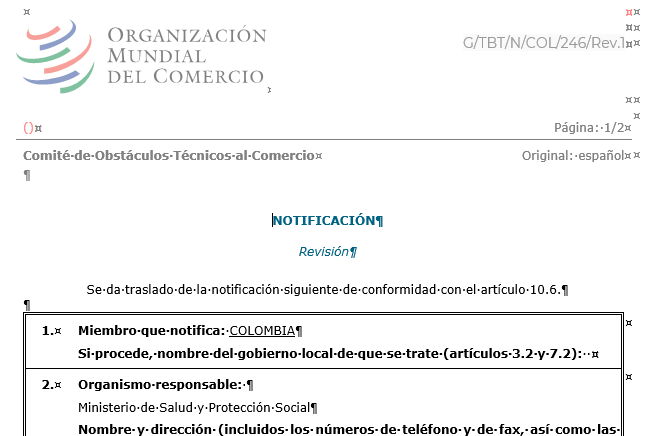 ORGANIZACIÓN
MUNDIAL
DEL COMERCIO
G/TBT/N/COL/246/Rev.1
()
Página: 1/2
Comité de Obstáculos Técnicos al Comercio
Original: español
¶
NOTIFICACIÓN¶
Revisión¶
Se da traslado de la notificación siguiente de conformidad con el artículo 10.6.¶
¶
1. Miembro que notifica: COLOMBIA¶
Si procede, nombre del gobierno local de que se trate (artículos 3.2 y 7.2):
2. Organismo responsable: ¶
Ministerio de Salud y Protección Social¶
Nombre y dirección (incluidos los números de teléfono y de fax, así como las